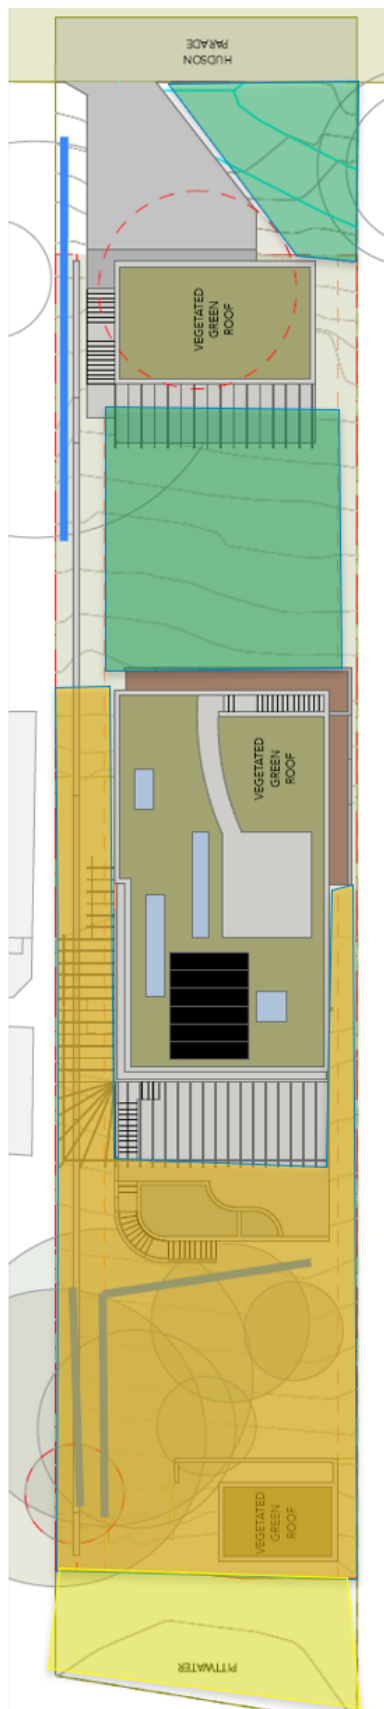 HUDSON
PARADE
VEGETATED
GREEN
ROOF
VEGETATED
GREEN
ROOF
VEGETATED
GREEN
ROOF
PITTWATER